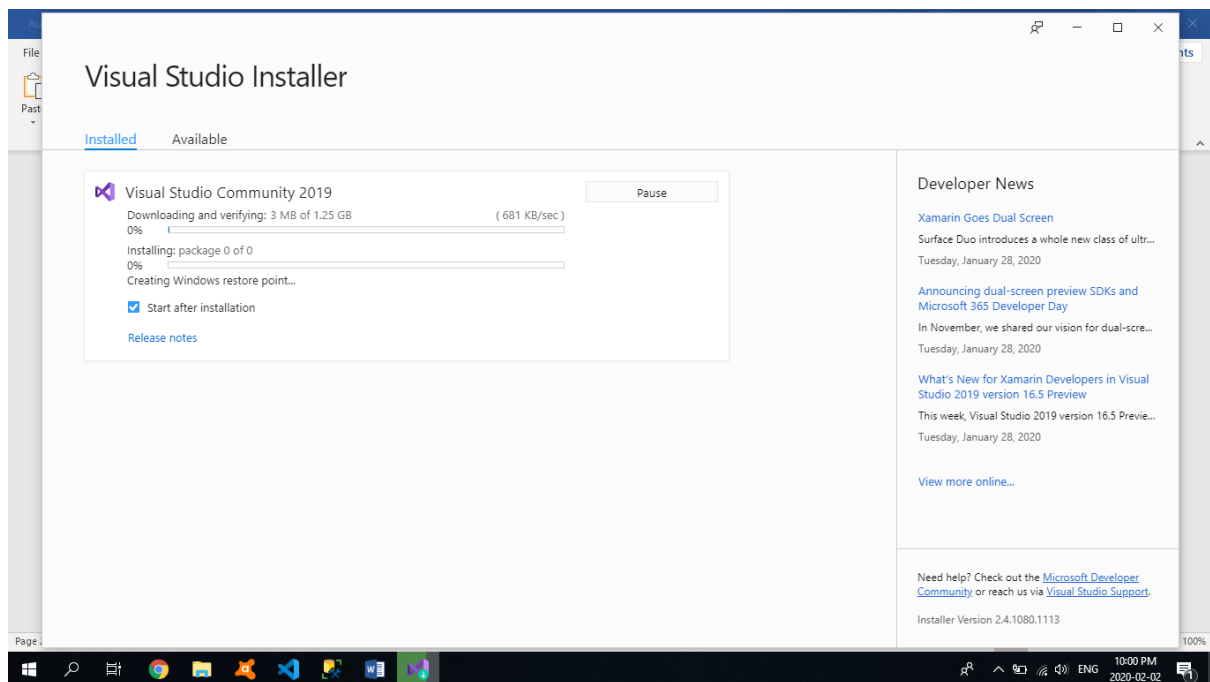 File
Past
nts
Visual Studio Installer
Installed Available
Visual Studio Community 2019
Pause
Downloading and verifying: 3 MB of 1.25 GB ( 681 KB/sec )
0%
Installing: package 0 of 0
0%
Creating Windows restore point...
Start after installation
Release notes
Developer News
Xamarin Goes Dual Screen
Surface Duo introduces a whole new class of ultr...
Tuesday, January 28, 2020
Announcing dual-screen preview SDKs and
Microsoft 365 Developer Day
In November, we shared our vision for dual-scre...
Tuesday, January 28, 2020
What's New for Xamarin Developers in Visual
Studio 2019 version 16.5 Preview
This week, Visual Studio 2019 version 16.5 Previe...
Tuesday, January 28, 2020
View more online...
Need help? Check out the Microsoft Developer
Community or reach us via Visual Studio Support.
Installer Version 2.4.1080.1113
Page
100%
ENG
10:00 PM
2020-02-02
1